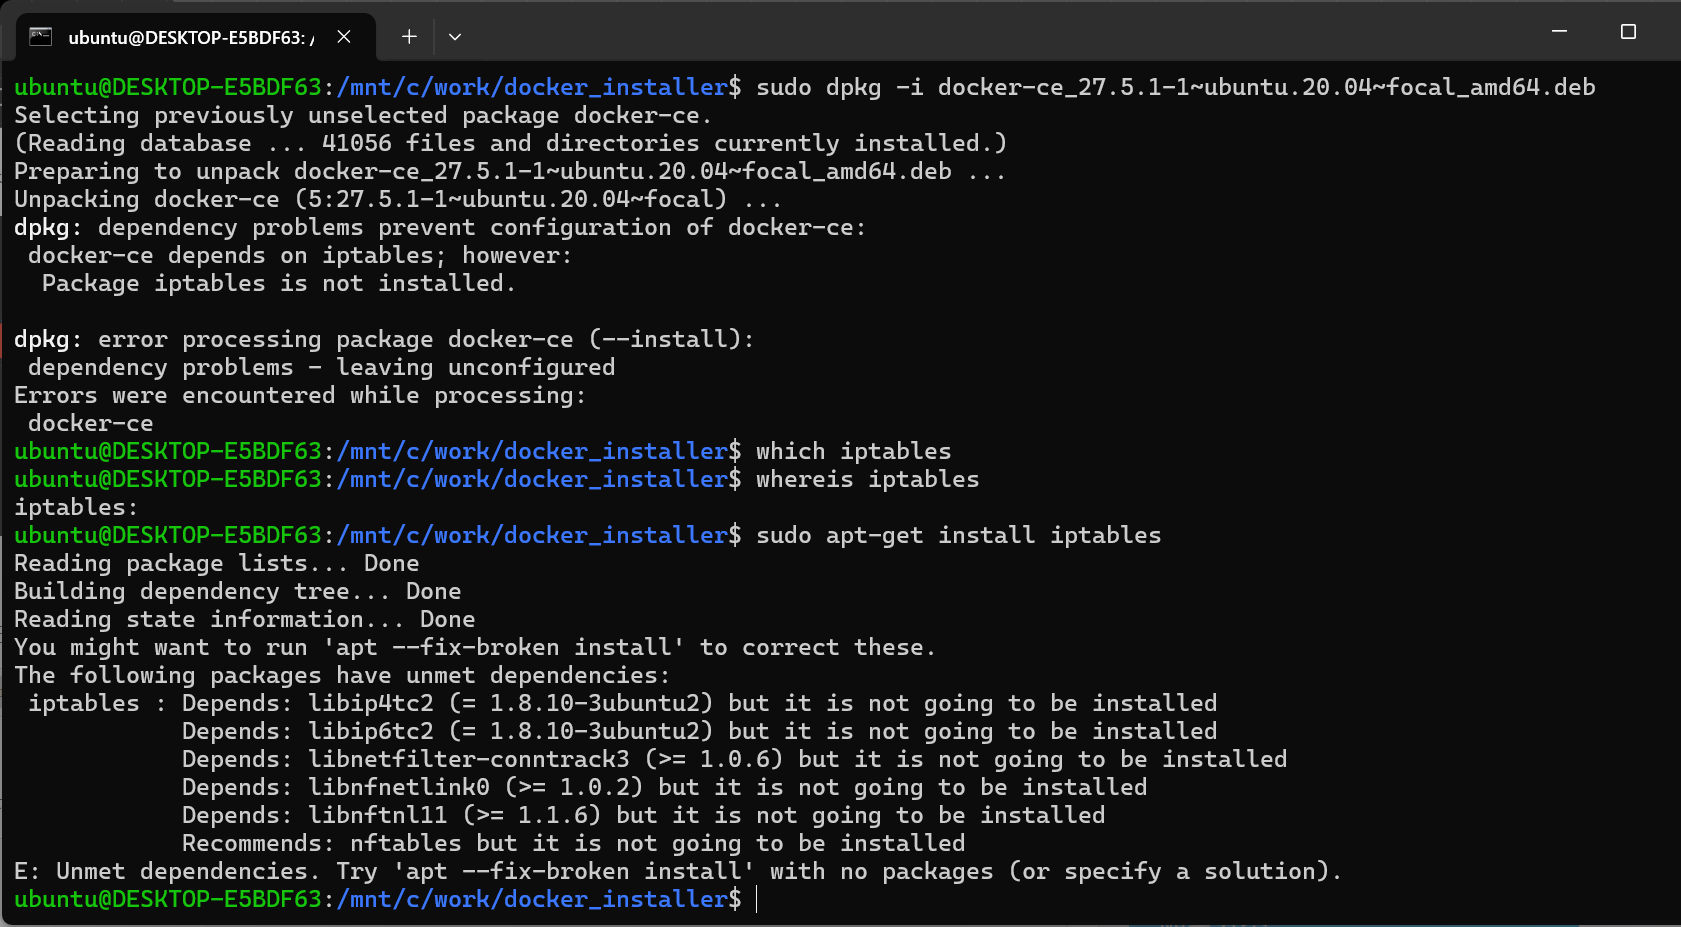 ubuntu@DESKTOP-E5BDF63: /
ubuntu@DESKTOP-E5BDF63:/mnt/c/work/docker_installer$ sudo dpkg -i docker-ce_27.5.1-1~ubuntu.20.04~focal_amd64.deb
Selecting previously unselected package docker-ce.
(Reading database ... 41056 files and directories currently installed.)
Preparing to unpack docker-ce_27.5.1-1~ubuntu.20.04~focal_amd64.deb ...
Unpacking docker-ce (5:27.5.1-1~ubuntu.20.04~focal) ...
dpkg: dependency problems prevent configuration of docker-ce:
 docker-ce depends on iptables; however:
  Package iptables is not installed.

dpkg: error processing package docker-ce (--install):
 dependency problems - leaving unconfigured
Errors were encountered while processing:
 docker-ce
ubuntu@DESKTOP-E5BDF63:/mnt/c/work/docker_installer$ which iptables
ubuntu@DESKTOP-E5BDF63:/mnt/c/work/docker_installer$ whereis iptables
iptables:
ubuntu@DESKTOP-E5BDF63:/mnt/c/work/docker_installer$ sudo apt-get install iptables
Reading package lists... Done
Building dependency tree... Done
Reading state information... Done
You might want to run 'apt --fix-broken install' to correct these.
The following packages have unmet dependencies:
 iptables : Depends: libip4tc2 (= 1.8.10-3ubuntu2) but it is not going to be installed
            Depends: libip6tc2 (= 1.8.10-3ubuntu2) but it is not going to be installed
            Depends: libnetfilter-conntrack3 (>= 1.0.6) but it is not going to be installed
            Depends: libnfnetlink0 (>= 1.0.2) but it is not going to be installed
            Depends: libnftnl11 (>= 1.1.6) but it is not going to be installed
            Recommends: nftables but it is not going to be installed
E: Unmet dependencies. Try 'apt --fix-broken install' with no packages (or specify a solution).
ubuntu@DESKTOP-E5BDF63:/mnt/c/work/docker_installer$